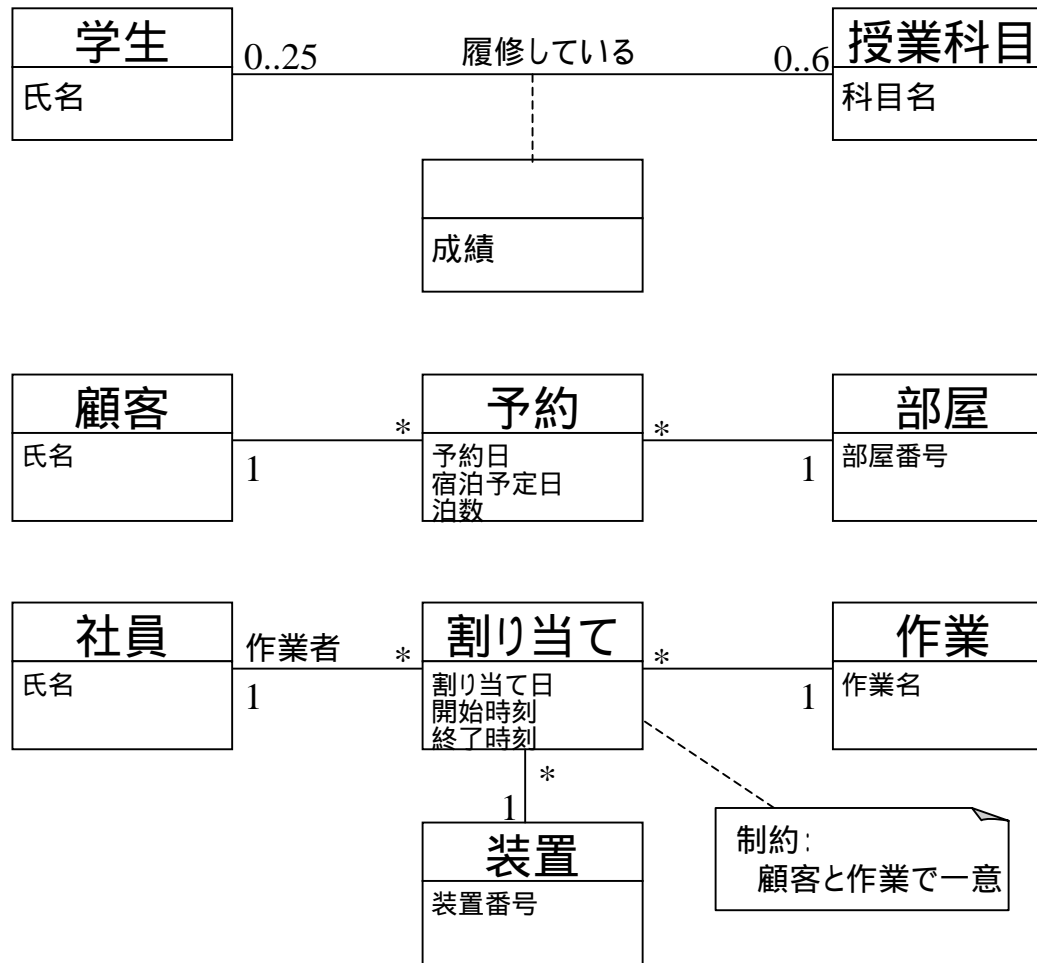 学生
0..25
履修している
0..6
授業科目
氏名
科目名
成績
顧客
*
予約
*
部屋
氏名
1
予約日
宿泊予定日
泊数
1
部屋番号
社員
作業者
*
割り当て
*
作業
氏名
1
割り当て日
開始時刻
終了時刻
1
作業名
*
1
装置
装置番号
制約:
顧客と作業で一意